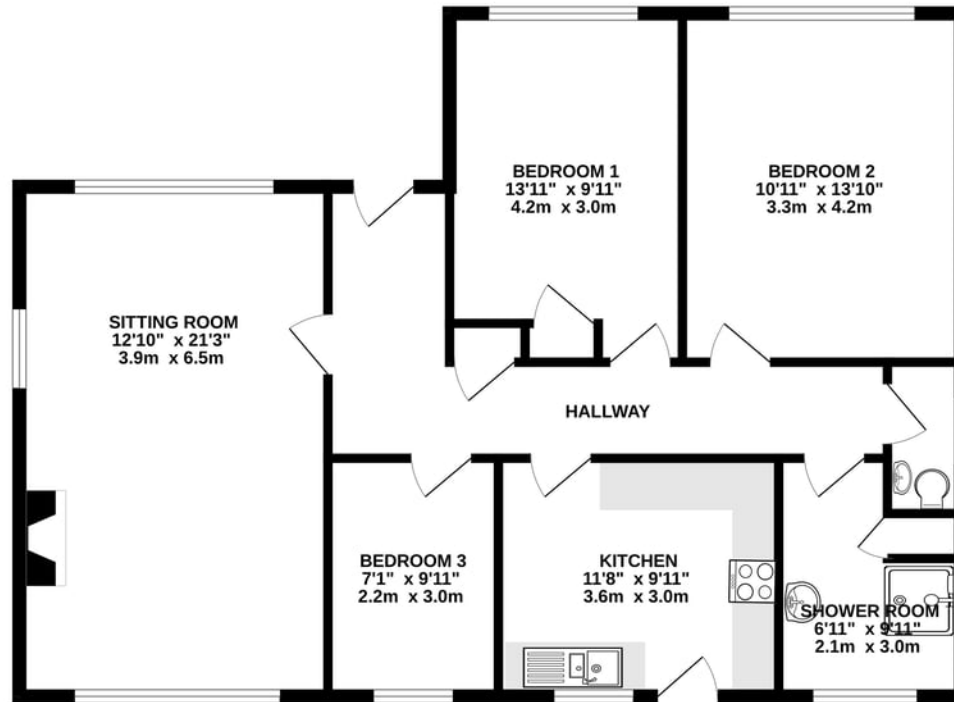 BEDROOM 1
13'11" x 9'11"
4.2m x 3.0m
BEDROOM 2
10'11" x 13'10"
3.3m x 4.2m
SITTING ROOM
12'10" x 21'3"
3.9m x 6.5m
HALLWAY
BEDROOM 3
7'1" x 9'11"
2.2m x 3.0m
KITCHEN
11'8" x 9'11"
3.6m x 3.0m
SHOWER ROOM
6'11" x 9'11"
2.1m x 3.0m